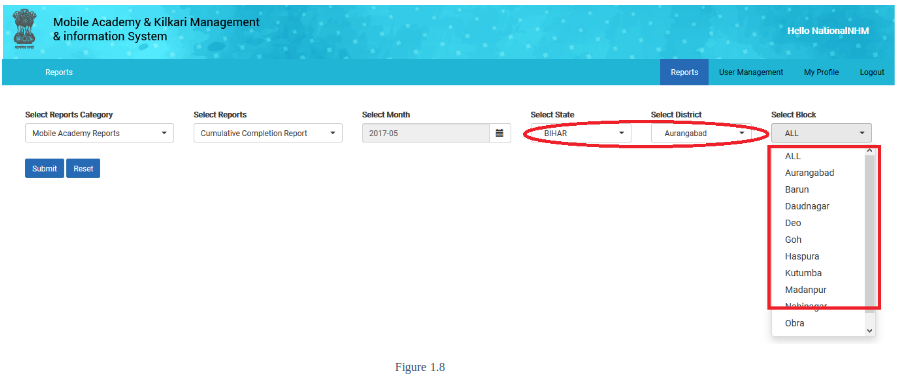 Mobile Academy & Kilkari Management
& information System
Hello NationalNHM
Reports
Reports
User Management
My Profile
Logout
Select Reports Category
Select Reports
Select Month
Select State
Select District
Select Block
Mobile Academy Reports
Cumulative Completion Report
2017-05
BIHAR
Aurangabad
ALL
Submit
Reset
ALL
Aurangabad
Barun
Daudnagar
Deo
Goh
Haspura
Kutumba
Madanpur
Nabinagar
Obra
Figure 1.8